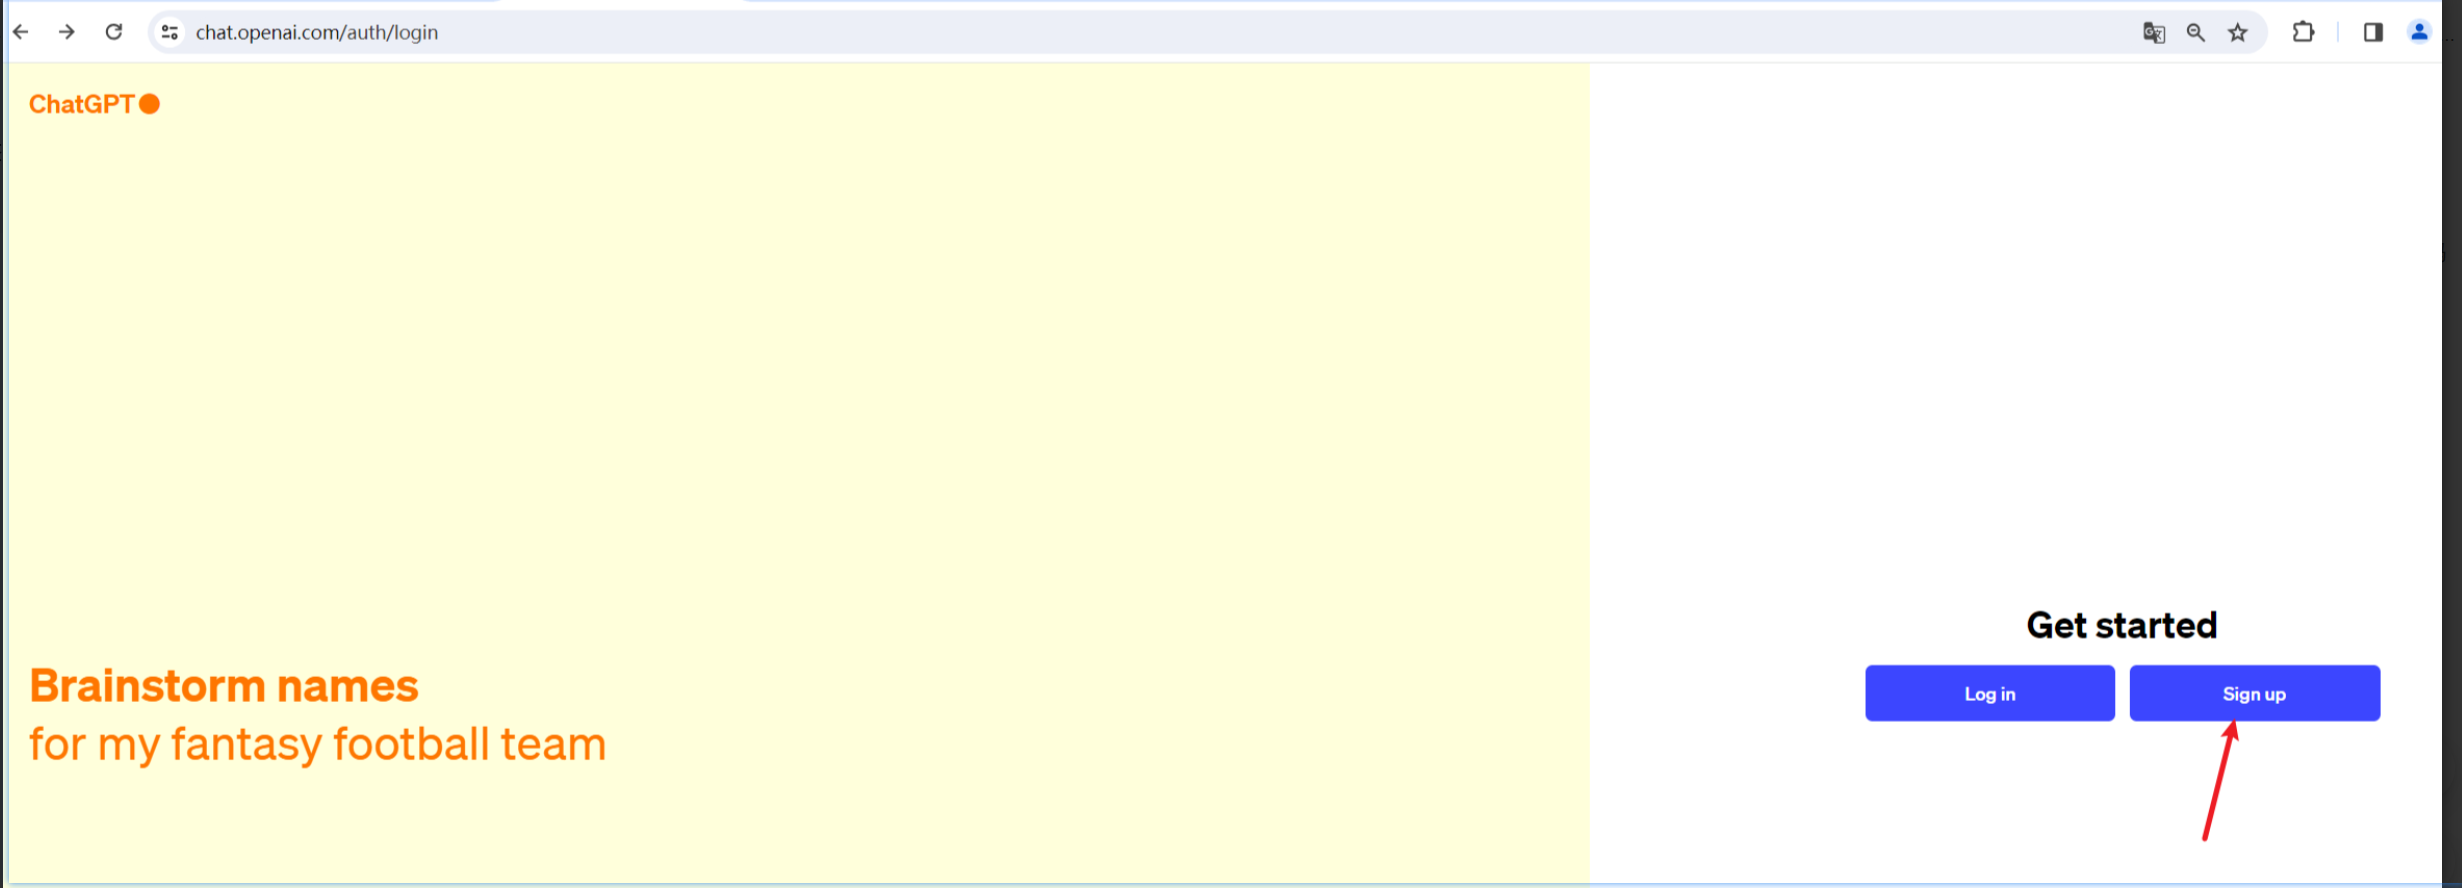 chat.openai.com/auth/login
ChatGPT
Brainstorm names
for my fantasy football team
Get started
Log in
Sign up